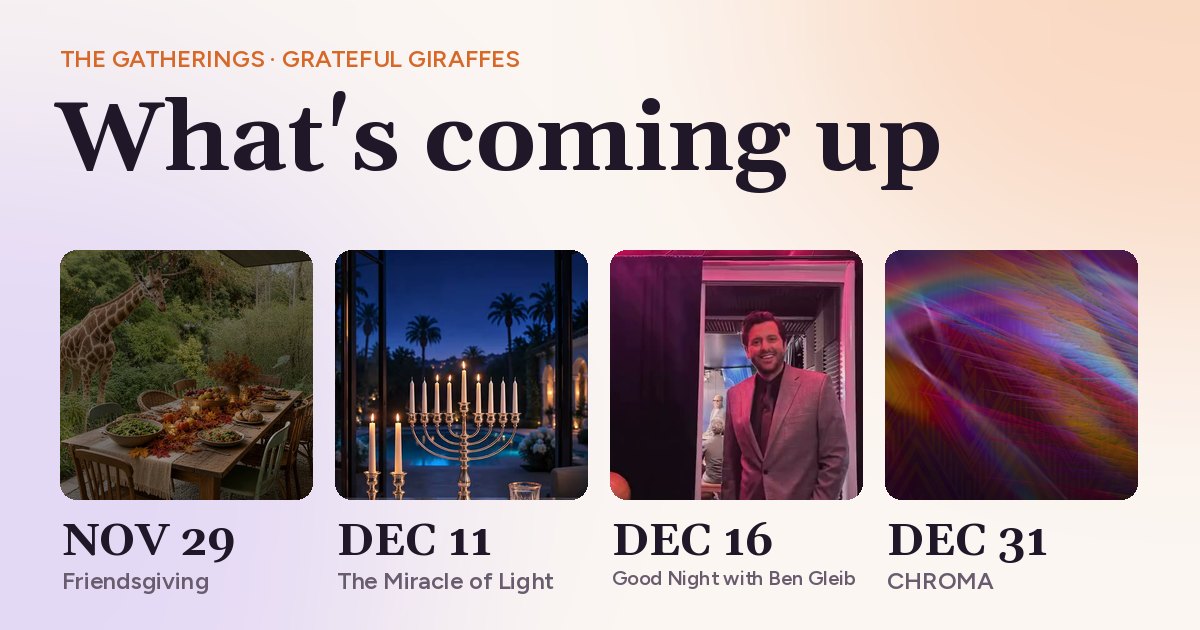 THE GATHERINGS · GRATEFUL GIRAFFES
What's coming up
NOV 29
Friendsgiving
DEC 11
The Miracle of Light
DEC 16
Good Night with Ben Gleib
DEC 31
CHROMA